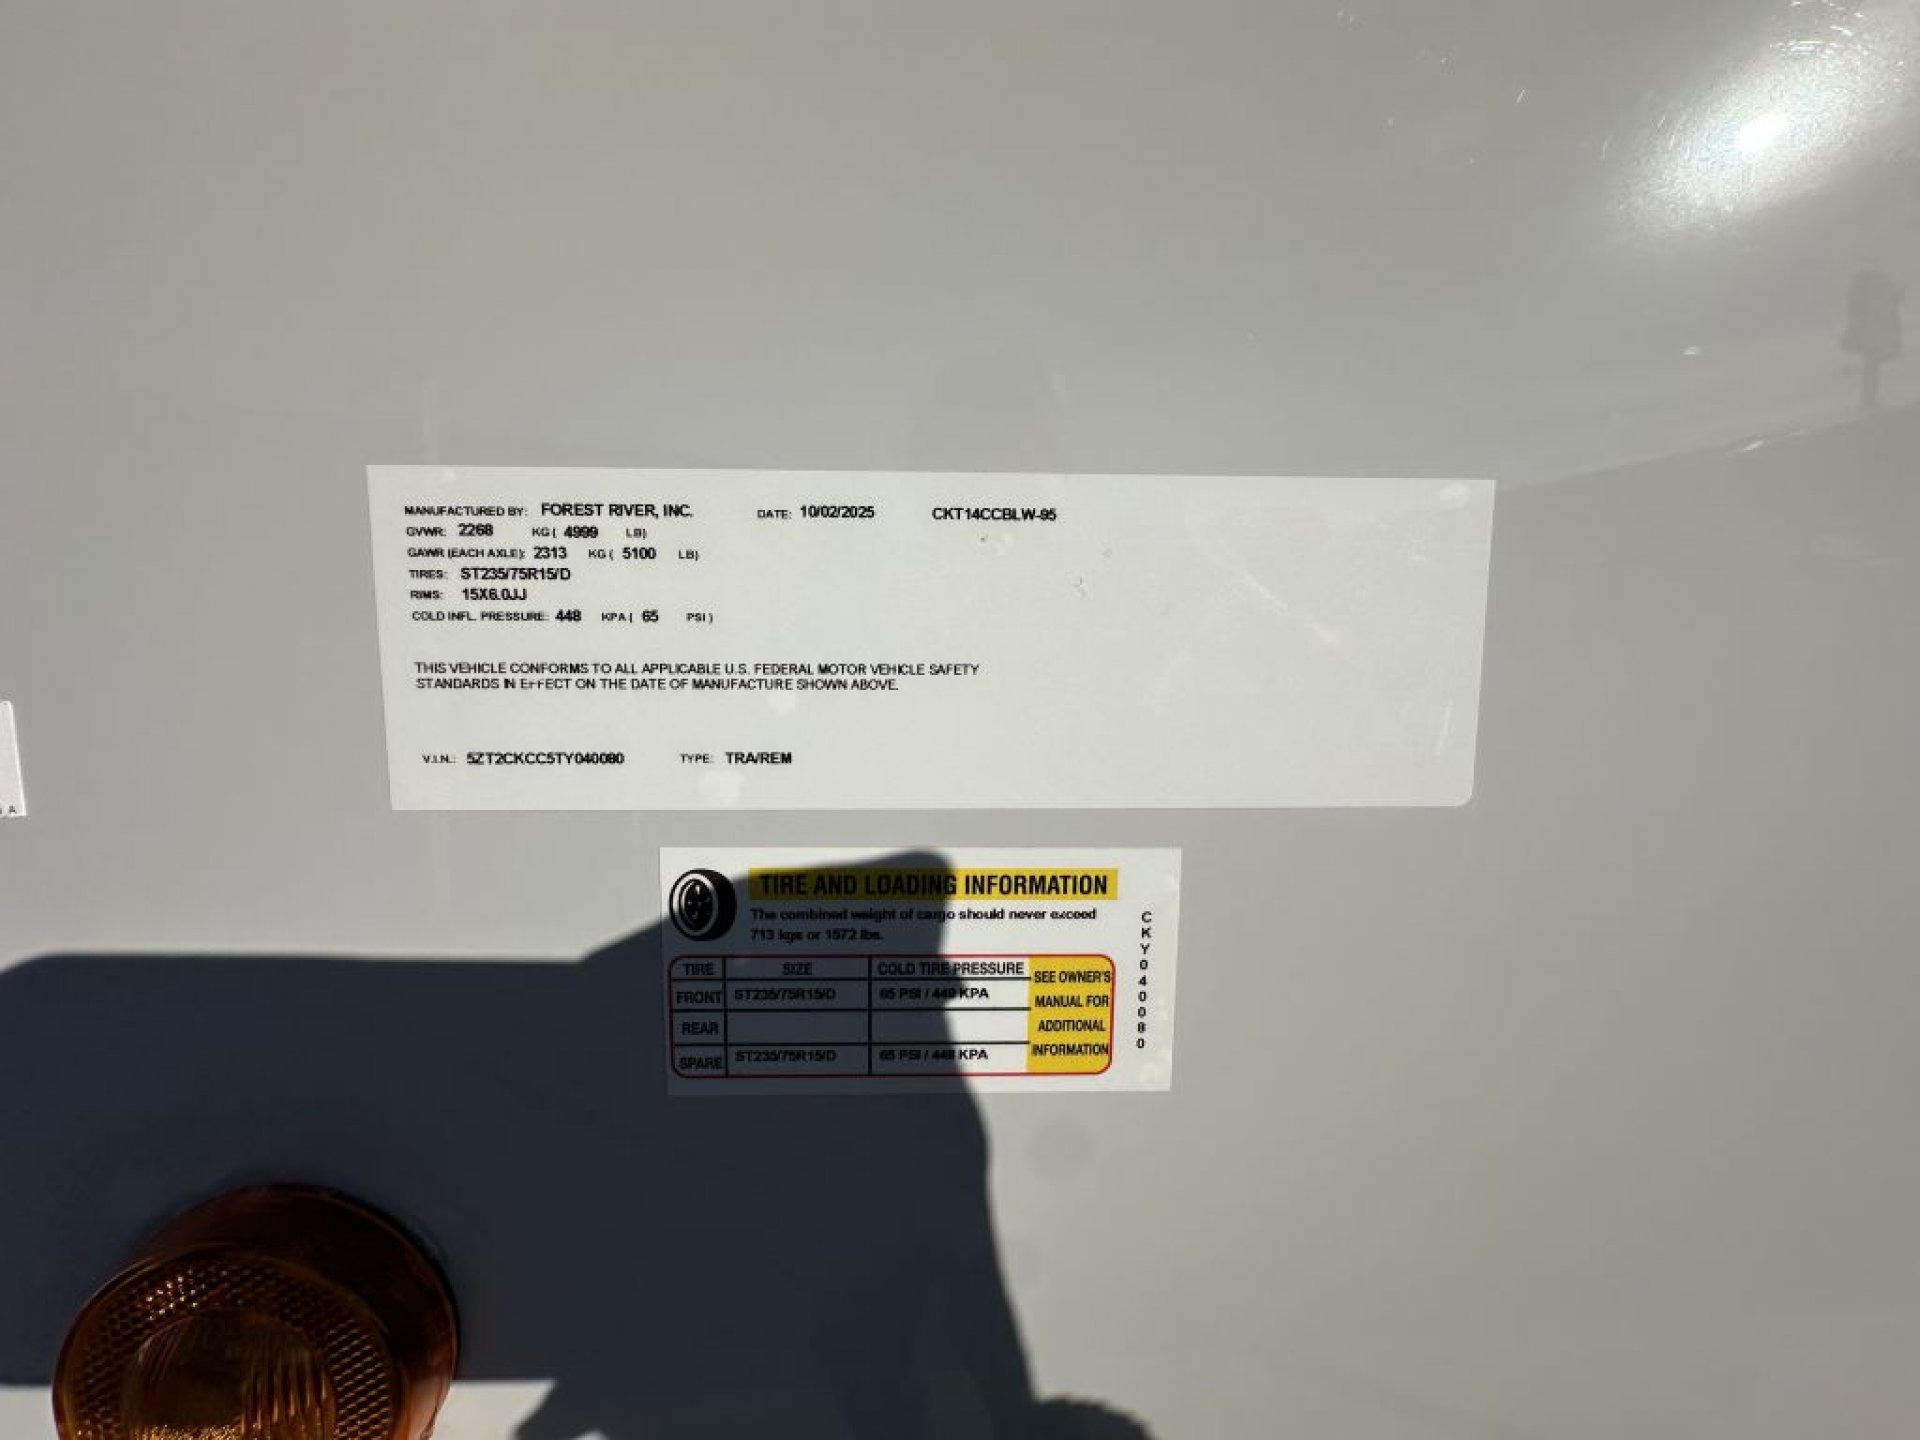 MANUFACTURED BY: FOREST RIVER, INC. DATE: 10/02/2025 CKT14CCBLW-95
GVWR: 2268 KG ( 4999 LB)
GAWR (EACH AXLE): 2313 KG ( 5100 LB)
TIRES: ST235/75R15/D
RIMS: 15X6.0JJ
COLD INFL. PRESSURE: 448 KPA ( 65 PSI )
THIS VEHICLE CONFORMS TO ALL APPLICABLE U.S. FEDERAL MOTOR VEHICLE SAFETY
STANDARDS IN EFFECT ON THE DATE OF MANUFACTURE SHOWN ABOVE.
V.I.N.: 5ZT2CKCC5TY040080 TYPE: TRA/REM
TIRE AND LOADING INFORMATION
The combined weight of cargo should never exceed
713 kgs or 1572 lbs.
TIRE SIZE COLD TIRE PRESSURE
FRONT ST235/75R15/D 65 PSI / 448 KPA
REAR
SPARE ST235/75R15/D 65 PSI / 448 KPA
SEE OWNER'S
MANUAL FOR
ADDITIONAL
INFORMATION
CKY040080